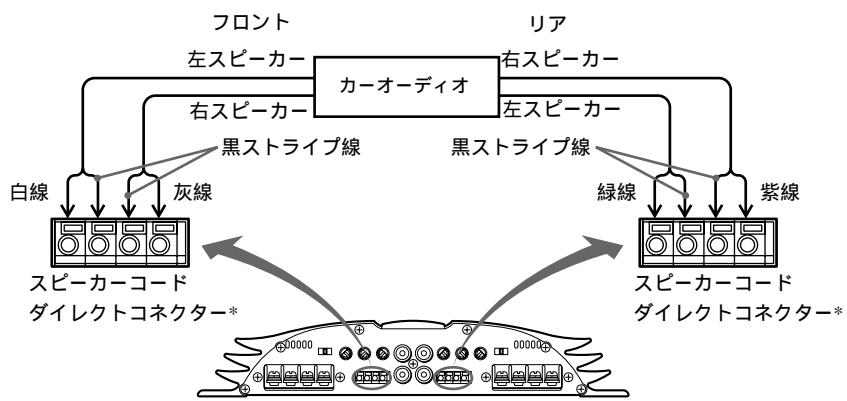 フロント
リア
左スピーカー
右スピーカー
カーオーディオ
右スピーカー
左スピーカー
黒ストライプ線
黒ストライプ線
白線
灰線
緑線
紫線
スピーカーコード
ダイレクトコネクター*
スピーカーコード
ダイレクトコネクター*